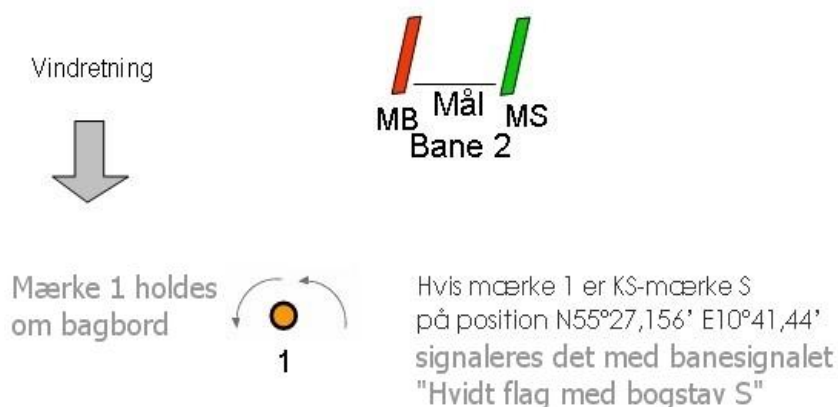 Vindretning
MB Mål MS
Bane 2
Mærke 1 holdes
om bagbord
1
Hvis mærke 1 er KS-mærke S
på position N55°27,156' E10°41,44'
signaleres det med banesignalet
"Hvidt flag med bogstav S"